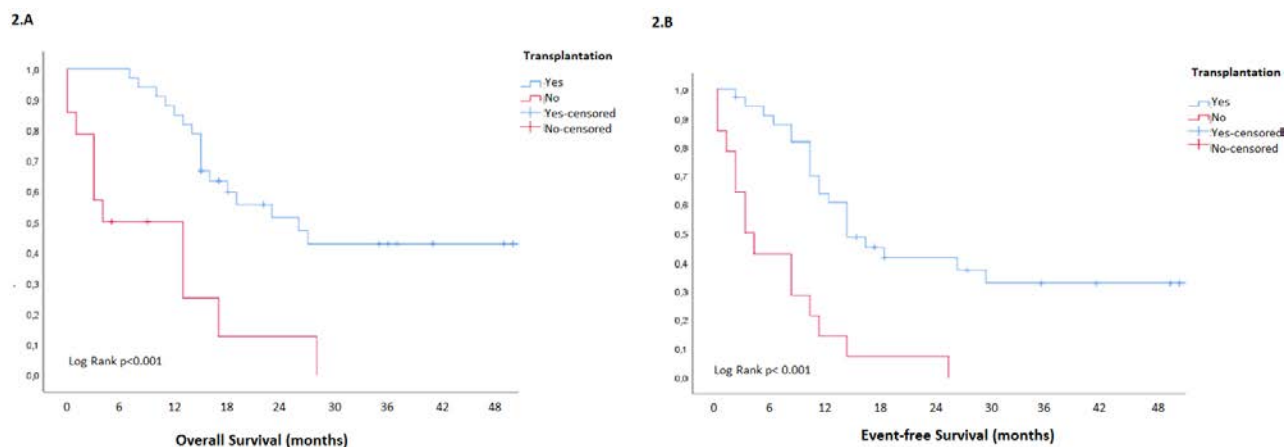 2.A
Transplantation
Yes
No
Yes-censored
No-censored
1,0
0,9
0,8
0,7
0,6
0,5
0,4
0,3
0,2
0,1
0,0
Log Rank p<0.001
0 6 12 18 24 30 36 42 48
Overall Survival (months)
2.B
Transplantation
Yes
No
Yes-censored
No-censored
1,0
0,9
0,8
0,7
0,6
0,5
0,4
0,3
0,2
0,1
0,0
Log Rank p< 0.001
0 6 12 18 24 30 36 42 48
Event-free Survival (months)